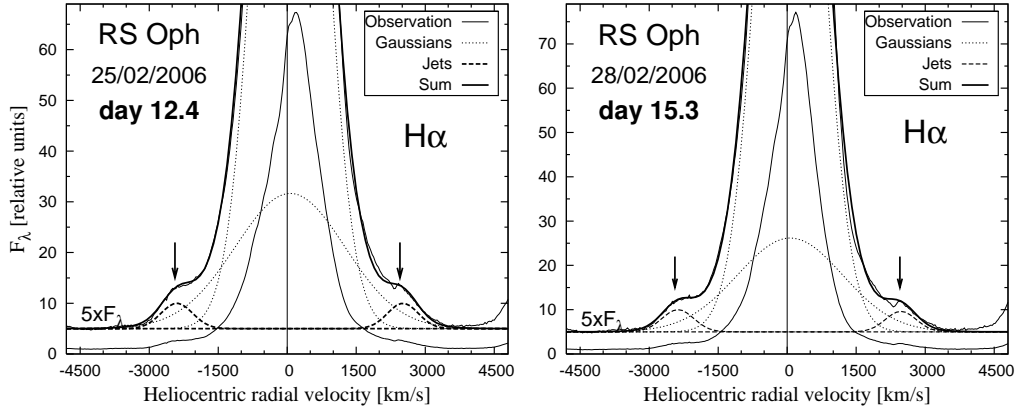 RS Oph
25/02/2006
day 12.4
Observation
Gaussians
Jets
Sum
Hα
5xFλ
F_λ [relative units]
0
10
20
30
40
50
60
-4500 -3000 -1500 0 1500 3000 4500
Heliocentric radial velocity [km/s]
RS Oph
28/02/2006
day 15.3
Observation
Gaussians
Jets
Sum
Hα
5xFλ
0
10
20
30
40
50
60
70
-4500 -3000 -1500 0 1500 3000 4500
Heliocentric radial velocity [km/s]